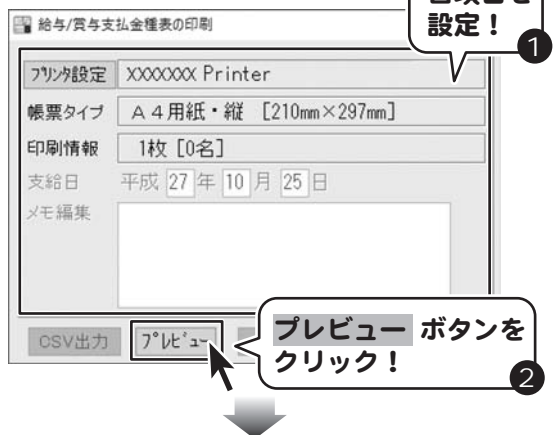 給与/賞与支払金種表の印刷
設定！
1
ﾌﾟﾘﾝﾀ設定 XXXXXXX Printer
帳票タイプ Ａ４用紙・縦 ［210mm×297mm］
印刷情報 1枚［0名］
支給日 平成 27 年 10 月 25 日
メモ編集
CSV出力 ﾌﾟﾚﾋﾞｭｰ
プレビュー ボタンを
クリック！
2